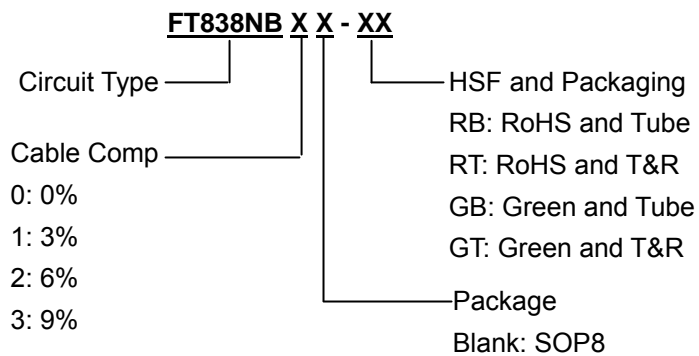 FT838NB X X - XX
Circuit Type
Cable Comp
0: 0%
1: 3%
2: 6%
3: 9%
HSF and Packaging
RB: RoHS and Tube
RT: RoHS and T&R
GB: Green and Tube
GT: Green and T&R
Package
Blank: SOP8